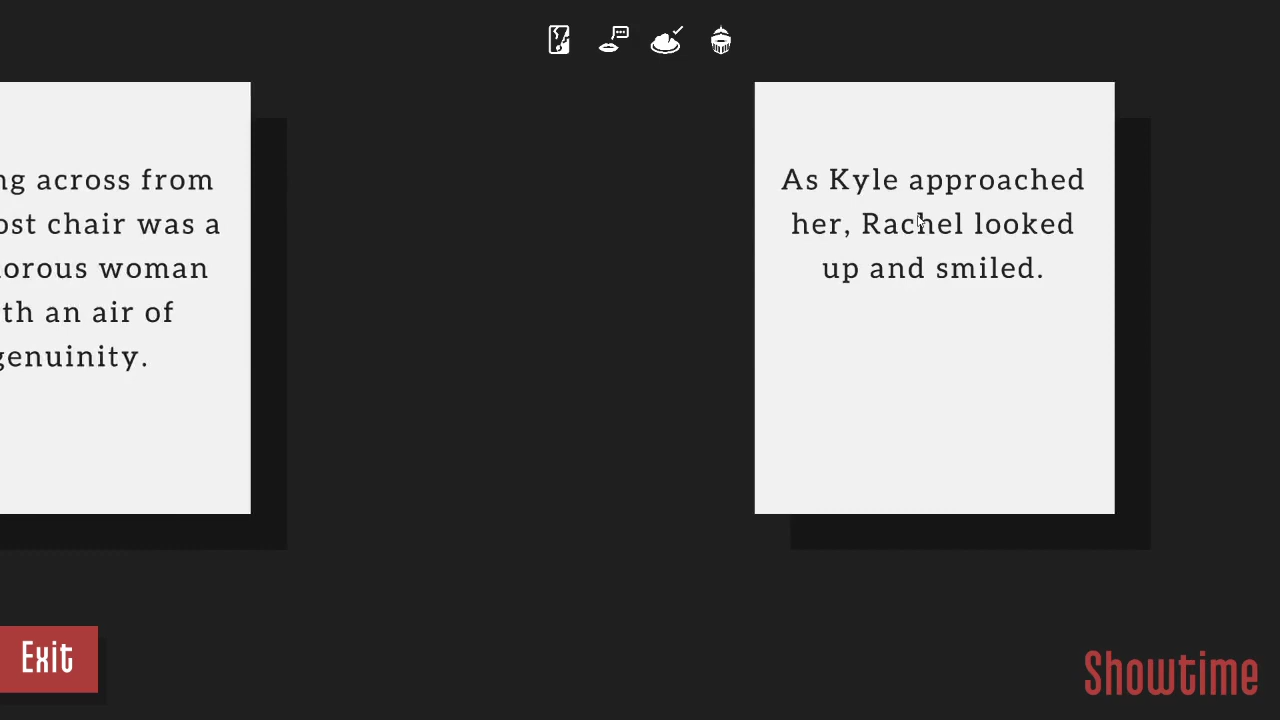 ng across from
ost chair was a
orous woman
th an air of
genuinity.
As Kyle approached
her, Rachel looked
up and smiled.
Exit
Showtime